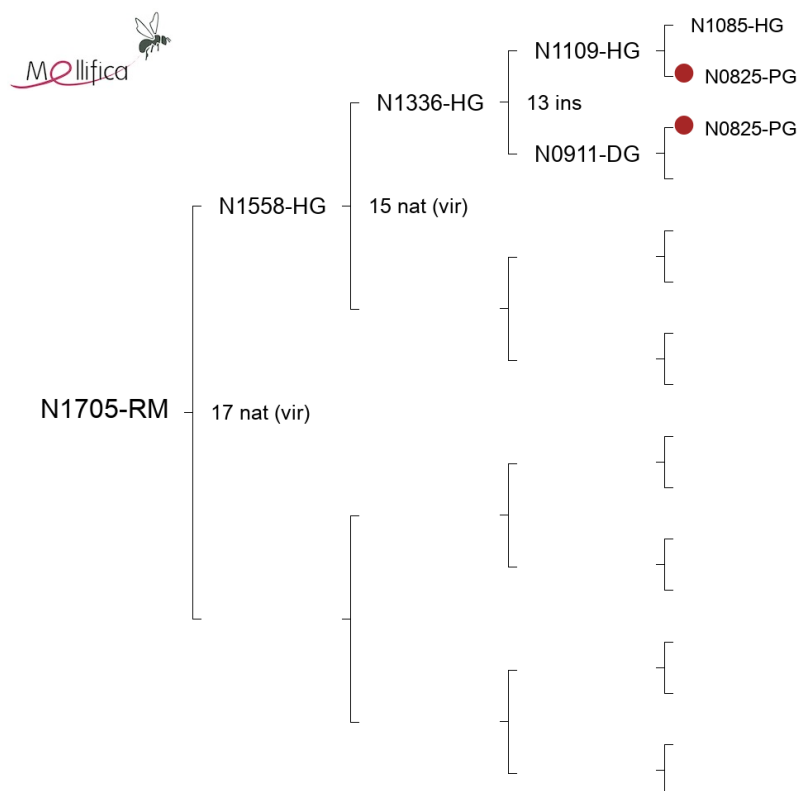 Mellifica
N1085-HG
N1109-HG
N0825-PG
N1336-HG
13 ins
N0825-PG
N0911-DG
N1558-HG
15 nat (vir)
N1705-RM
17 nat (vir)